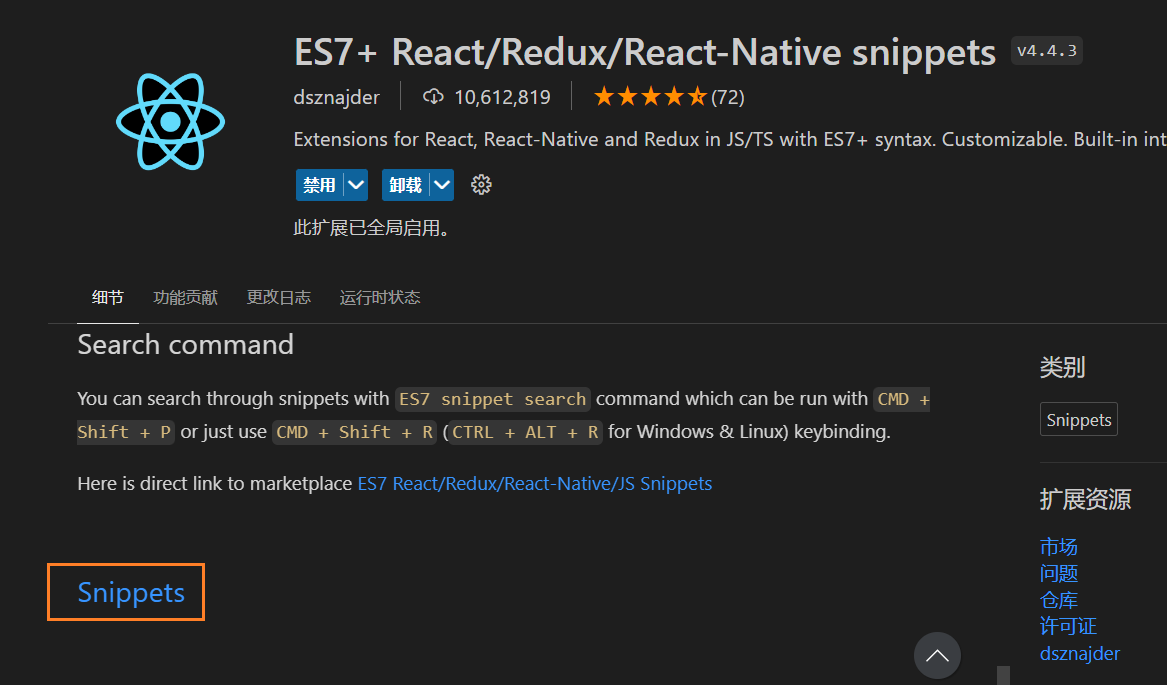 ES7+ React/Redux/React-Native snippets v4.4.3
dsznajder 10,612,819 (72)
Extensions for React, React-Native and Redux in JS/TS with ES7+ syntax. Customizable. Built-in int
禁用 卸载
此扩展已全局启用。
细节 功能贡献 更改日志 运行时状态
Search command
You can search through snippets with ES7 snippet search command which can be run with CMD +
Shift + P or just use CMD + Shift + R (CTRL + ALT + R for Windows & Linux) keybinding.
Here is direct link to marketplace ES7 React/Redux/React-Native/JS Snippets
Snippets
类别
Snippets
扩展资源
市场
问题
仓库
许可证
dsznajder